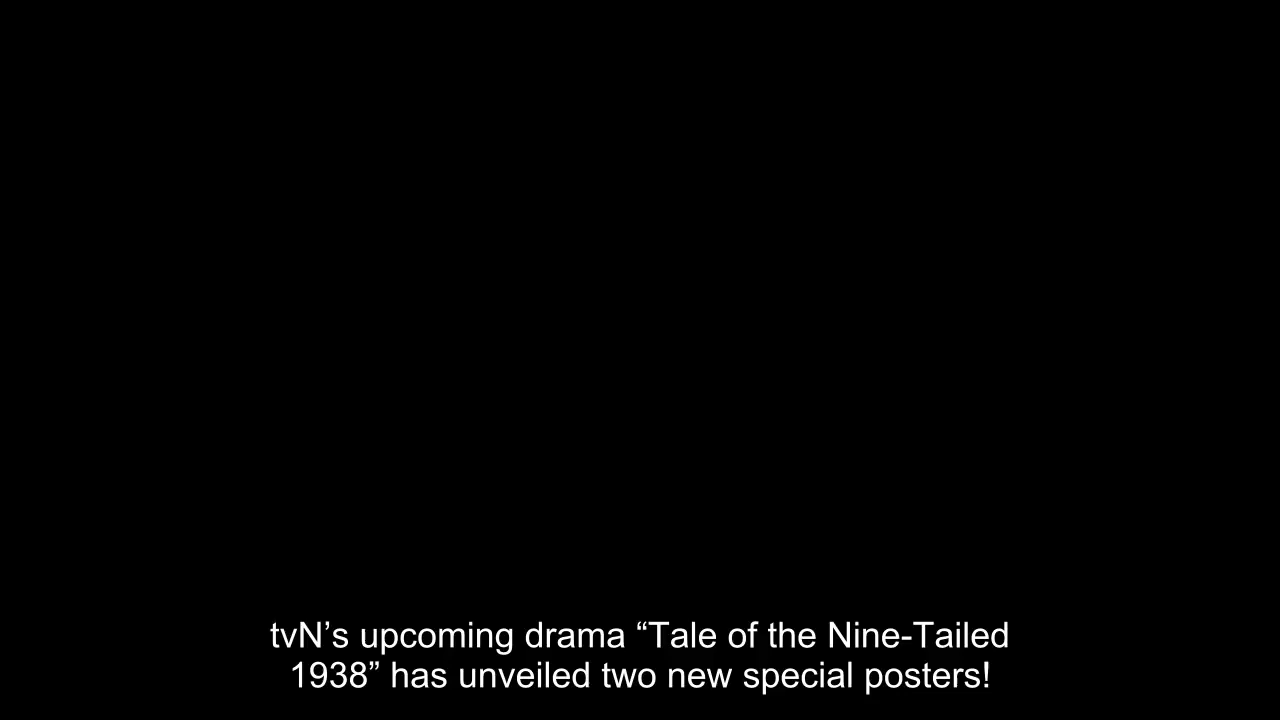 tvN’s upcoming drama “Tale of the Nine-Tailed
1938” has unveiled two new special posters!